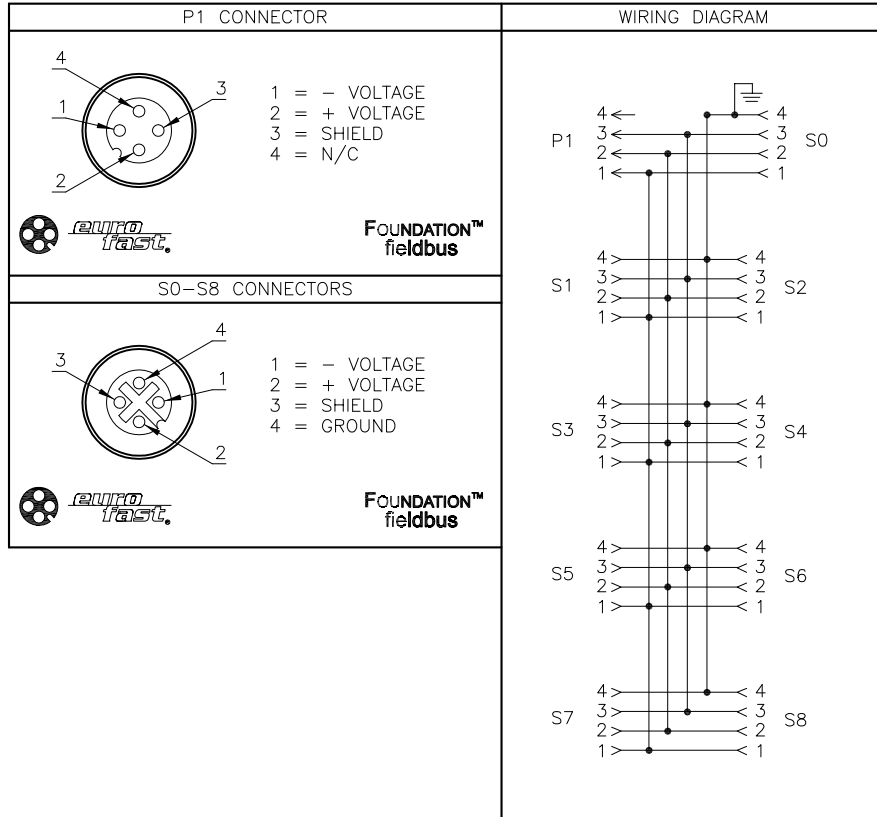 P1 CONNECTOR
4
1
3
2
1 = - VOLTAGE
2 = + VOLTAGE
3 = SHIELD
4 = N/C
euro
fast®
FOUNDATION™
fieldbus
S0-S8 CONNECTORS
4
3
1
2
1 = - VOLTAGE
2 = + VOLTAGE
3 = SHIELD
4 = GROUND
euro
fast®
FOUNDATION™
fieldbus
WIRING DIAGRAM
P1
4 4
3 3
2 2
1 1
S0
S1
4 4
3 3
2 2
1 1
S2
S3
4 4
3 3
2 2
1 1
S4
S5
4 4
3 3
2 2
1 1
S6
S7
4 4
3 3
2 2
1 1
S8